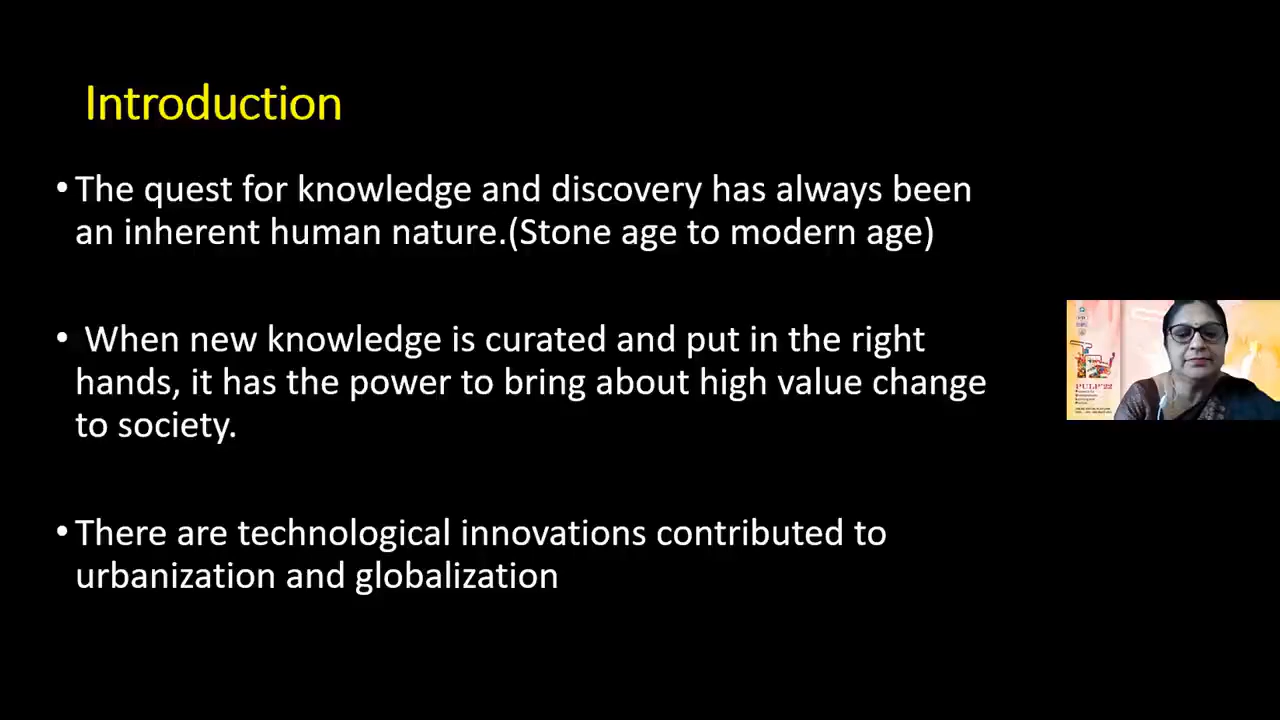 Introduction
• The quest for knowledge and discovery has always been
an inherent human nature.(Stone age to modern age)
• When new knowledge is curated and put in the right
hands, it has the power to bring about high value change
to society.
• There are technological innovations contributed to
urbanization and globalization
PULP'22